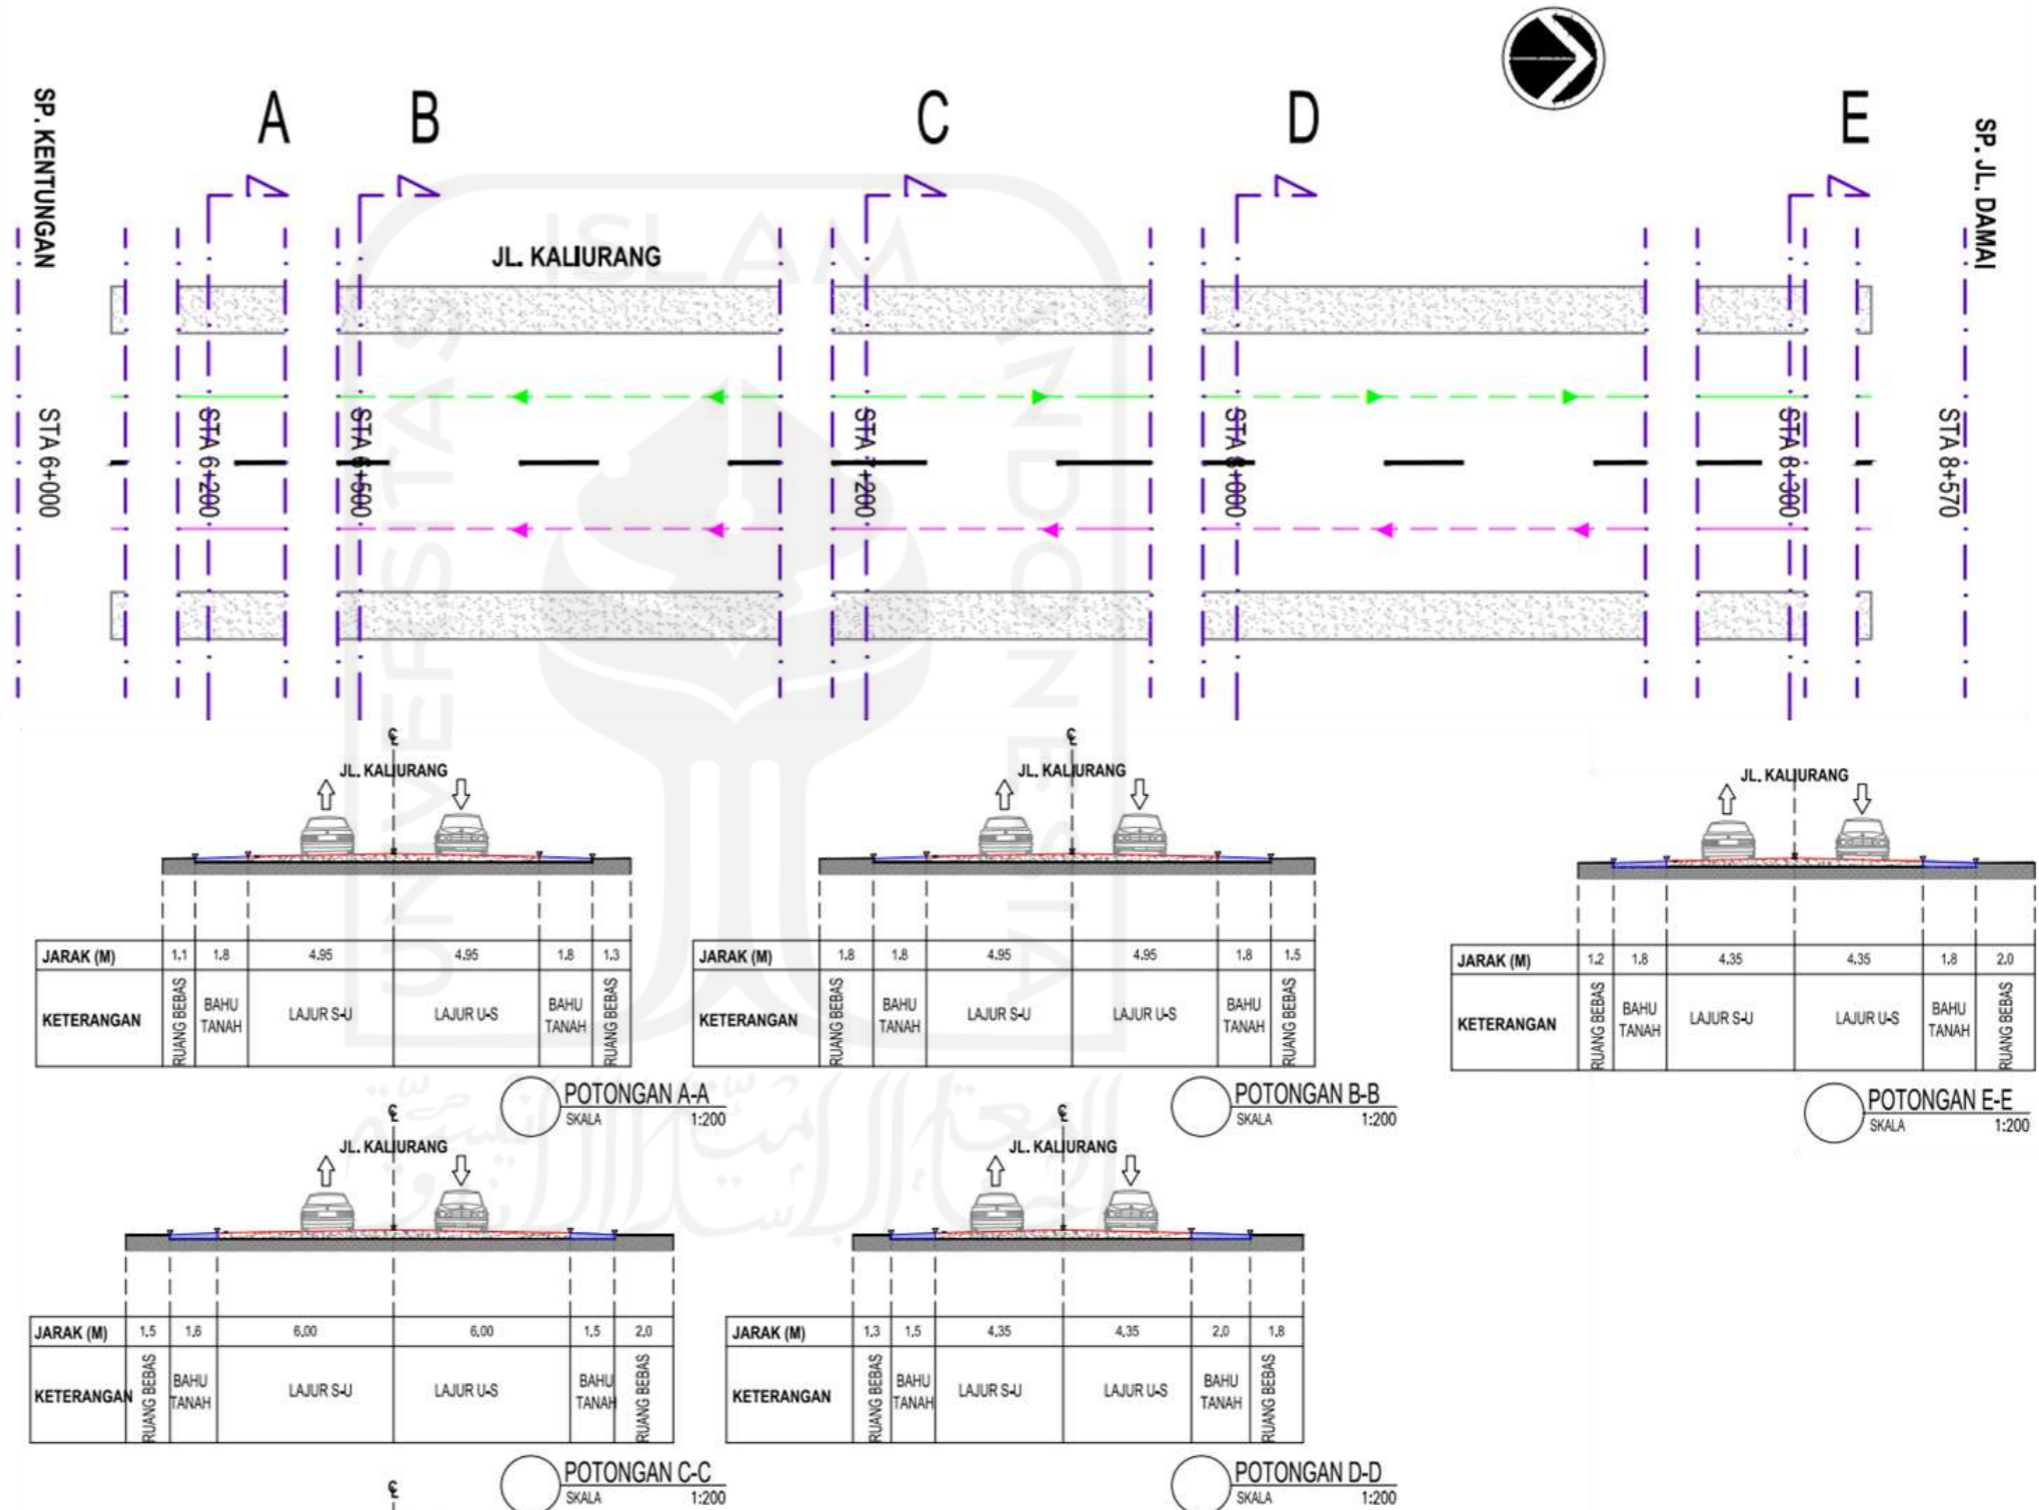 A B C D E
SP. KENTUNGAN
SP. JL. DAMAI
JL. KALIURANG
STA 6+000
STA 6+200
STA 6+500
STA 7+200
STA 8+000
STA 8+300
STA 8+570
UNIVERSITAS
ISLAM
INDONESIA
JL. KALIURANG
JARAK (M) 1.1 1.8 4.95 4.95 1.8 1.3
KETERANGAN RUANG BEBAS BAHU TANAH LAJUR S-U LAJUR U-S BAHU TANAH RUANG BEBAS
POTONGAN A-A
SKALA 1:200
JL. KALIURANG
JARAK (M) 1.8 1.8 4.95 4.95 1.8 1.5
KETERANGAN RUANG BEBAS BAHU TANAH LAJUR S-U LAJUR U-S BAHU TANAH RUANG BEBAS
POTONGAN B-B
SKALA 1:200
JL. KALIURANG
JARAK (M) 1.2 1.8 4.35 4.35 1.8 2.0
KETERANGAN RUANG BEBAS BAHU TANAH LAJUR S-U LAJUR U-S BAHU TANAH RUANG BEBAS
POTONGAN E-E
SKALA 1:200
JL. KALIURANG
JARAK (M) 1.5 1.6 6.00 6.00 1.5 2.0
KETERANGAN RUANG BEBAS BAHU TANAH LAJUR S-U LAJUR U-S BAHU TANAH RUANG BEBAS
POTONGAN C-C
SKALA 1:200
JL. KALIURANG
JARAK (M) 1.3 1.5 4.35 4.35 2.0 1.8
KETERANGAN RUANG BEBAS BAHU TANAH LAJUR S-U LAJUR U-S BAHU TANAH RUANG BEBAS
POTONGAN D-D
SKALA 1:200